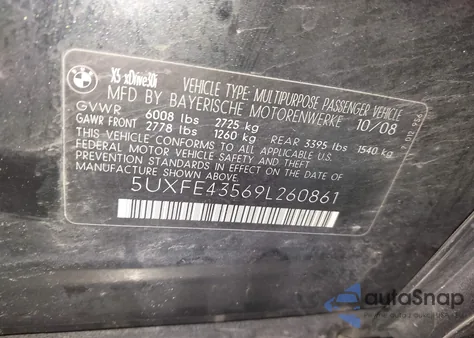 BMW X5 xDrive30i VEHICLE TYPE: MULTIPURPOSE PASSENGER VEHICLE
MFD BY BAYERISCHE MOTORENWERKE 10/08
GVWR 6008 lbs 2725 kg
GAWR FRONT 2778 lbs 1260 kg REAR 3395 lbs 1540 kg
THIS VEHICLE CONFORMS TO ALL APPLICABLE
FEDERAL MOTOR VEHICLE SAFETY AND THEFT
PREVENTION STANDARDS IN EFFECT ON THE DATE OF
MANUFACTURE SHOWN ABOVE.
5UXFE43569L260861
autoSnap